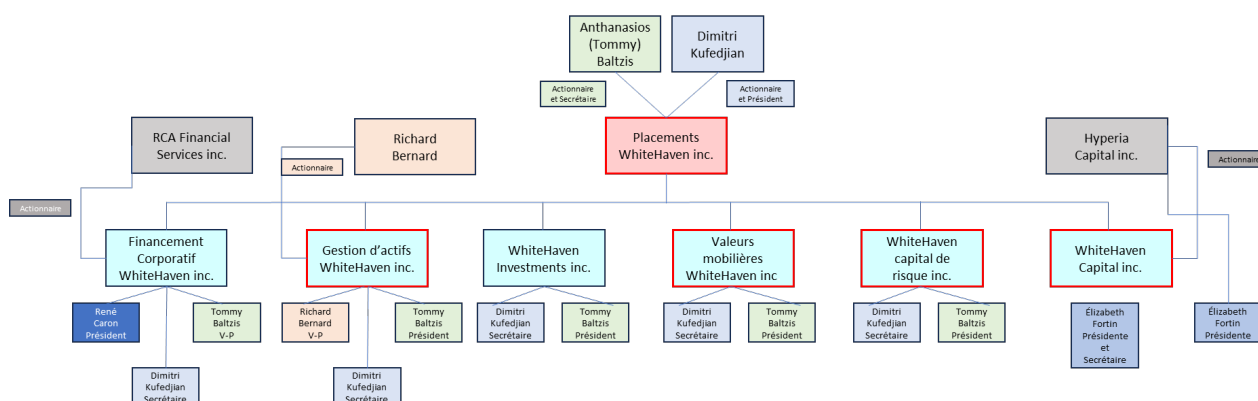 Anthanasios
(Tommy)
Baltzis
Dimitri
Kufedjian
Actionnaire
et Secrétaire
Actionnaire
et Président
RCA Financial
Services inc.
Richard
Bernard
Placements
WhiteHaven inc.
Hyperia
Capital inc.
Actionnaire
Actionnaire
Actionnaire
Financement
Corporatif
WhiteHaven inc.
Gestion d'actifs
WhiteHaven inc.
WhiteHaven
Investments inc.
Valeurs
mobilières
WhiteHaven inc
WhiteHaven
capital de
risque inc.
WhiteHaven
Capital inc.
René
Caron
Président
Tommy
Baltzis
V-P
Richard
Bernard
V-P
Tommy
Baltzis
Président
Dimitri
Kufedjian
Secrétaire
Tommy
Baltzis
Président
Dimitri
Kufedjian
Secrétaire
Tommy
Baltzis
Président
Dimitri
Kufedjian
Secrétaire
Tommy
Baltzis
Président
Élizabeth
Fortin
Présidente
et
Secrétaire
Élizabeth
Fortin
Présidente
Dimitri
Kufedjian
Secrétaire
Dimitri
Kufedjian
Secrétaire